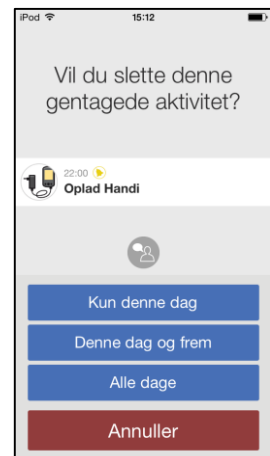 iPod 15:12
Vil du slette denne
gentagede aktivitet?
22:00
Oplad Handi
Kun denne dag
Denne dag og frem
Alle dage
Annuller